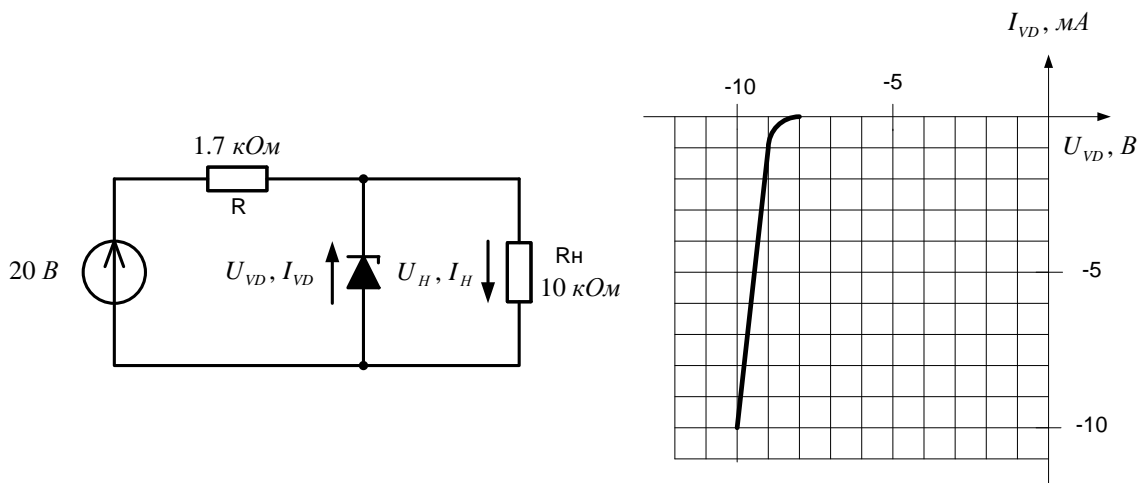 1.7 кОм
R
20 В
U_VD, I_VD
U_H, I_H
Rн
10 кОм
I_VD, мА
-10
-5
U_VD, В
-5
-10